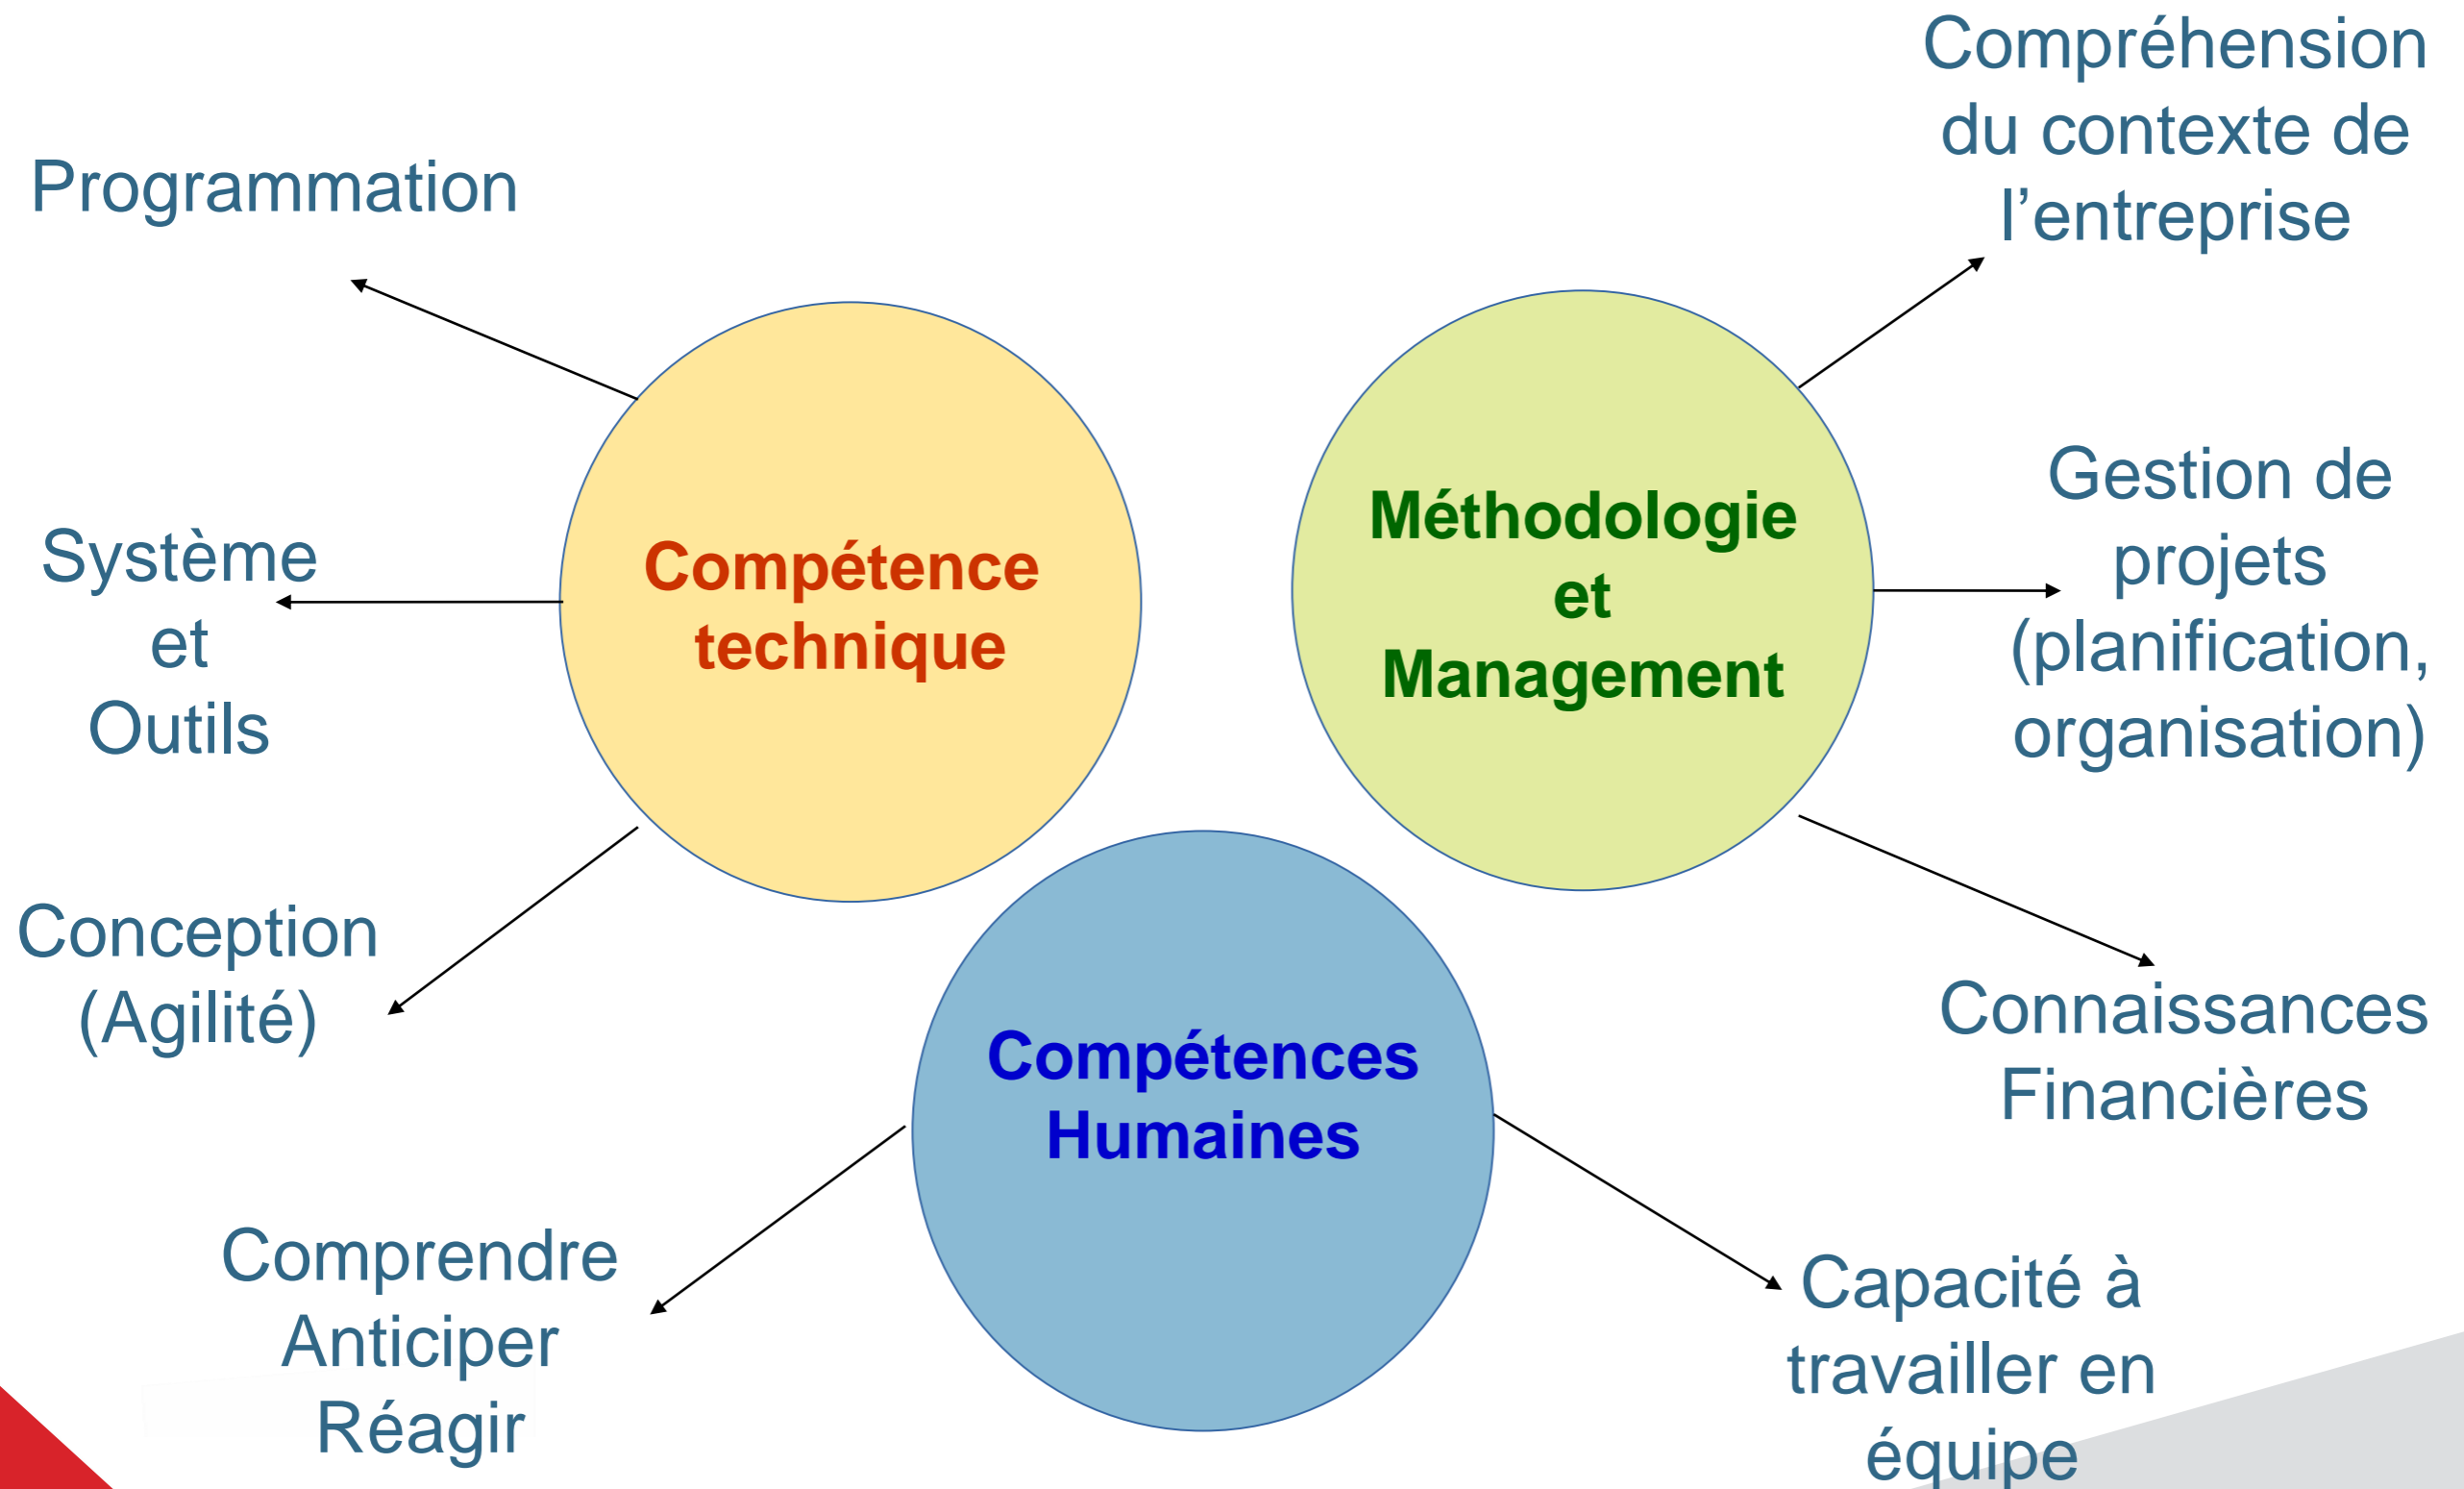 Programmation
Système
et
Outils
Conception
(Agilité)
Compétence
technique
Méthodologie
et
Management
Compréhension
du contexte de
l’entreprise
Gestion de
projets
(planification,
organisation)
Connaissances
Financières
Compétences
Humaines
Comprendre
Anticiper
Réagir
Capacité à
travailler en
équipe